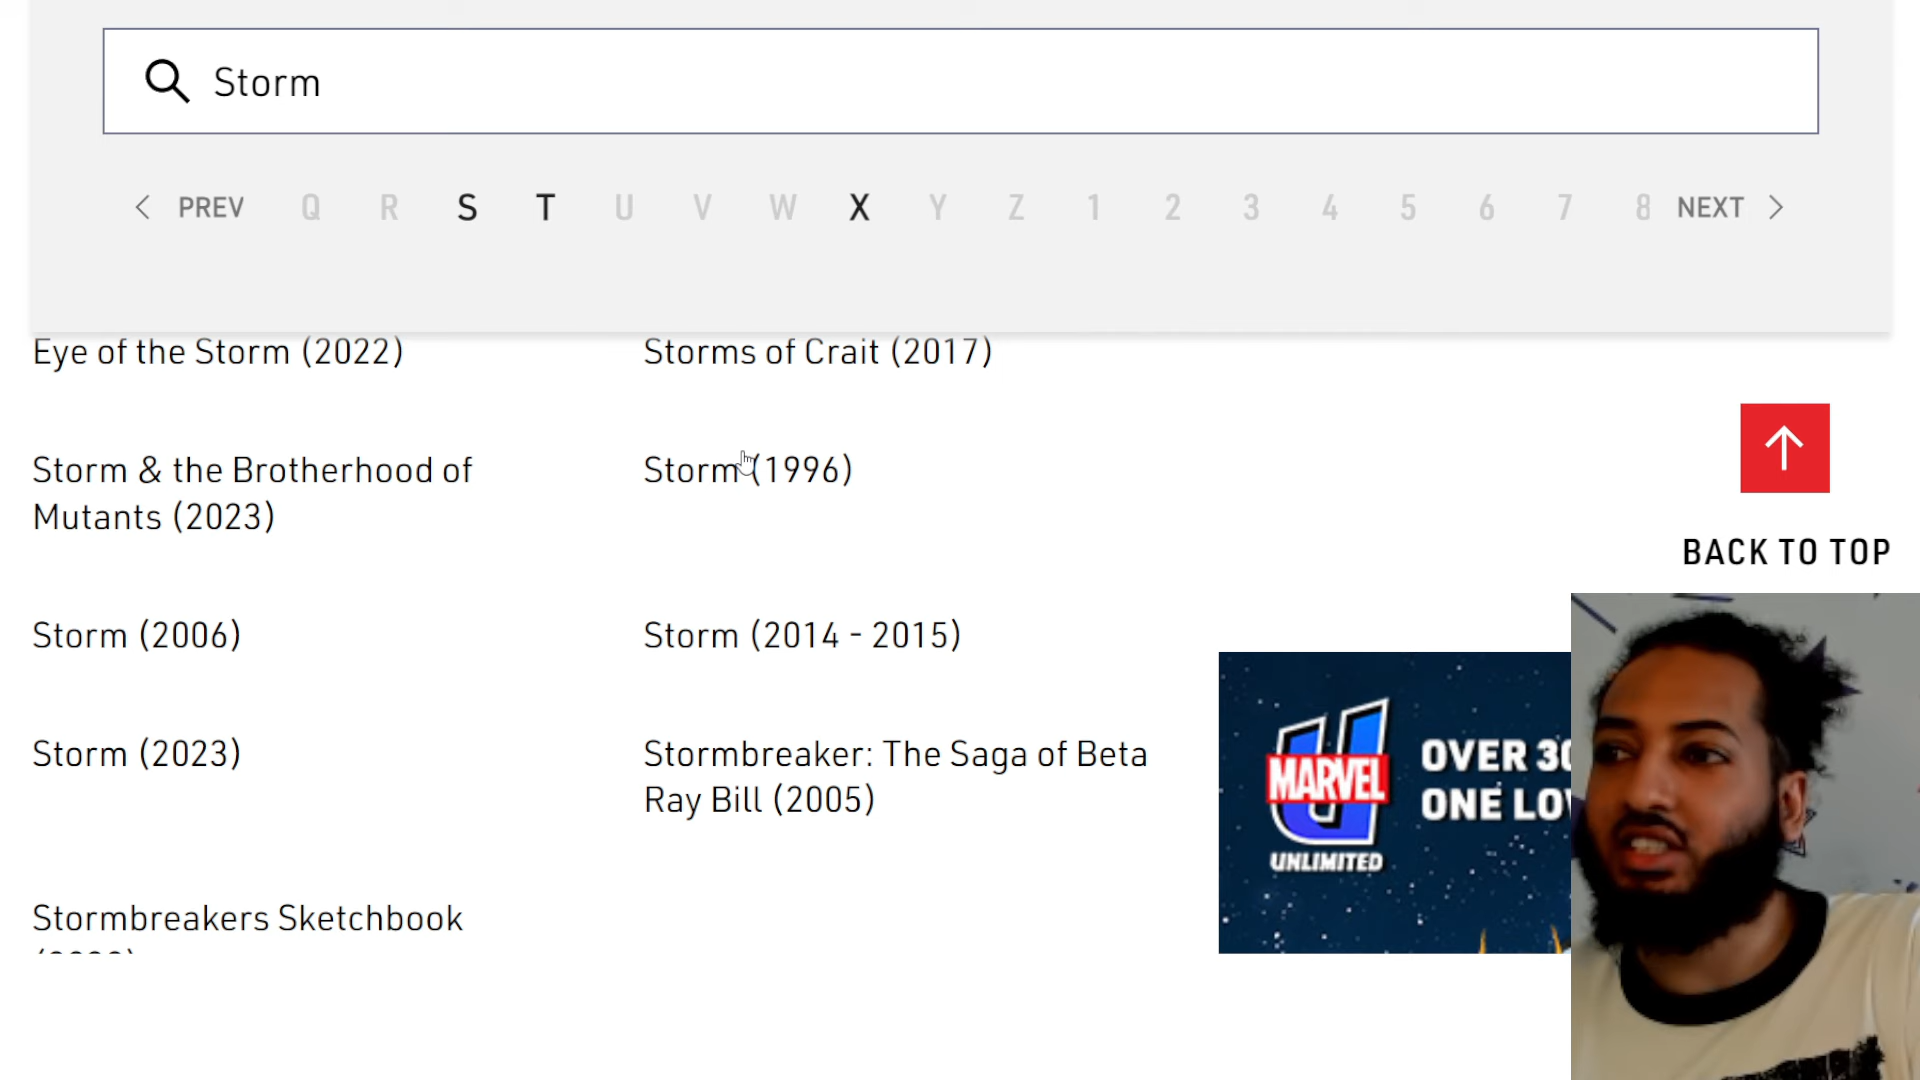 Storm
PREV Q R S T U V W X Y Z 1 2 3 4 5 6 7 8 NEXT
Eye of the Storm (2022)
Storms of Crait (2017)
Storm & the Brotherhood of
Mutants (2023)
Storm (1996)
BACK TO TOP
Storm (2006)
Storm (2014 - 2015)
Storm (2023)
Stormbreaker: The Saga of Beta
Ray Bill (2005)
Stormbreakers Sketchbook
MARVEL
U
UNLIMITED
OVER
ONE